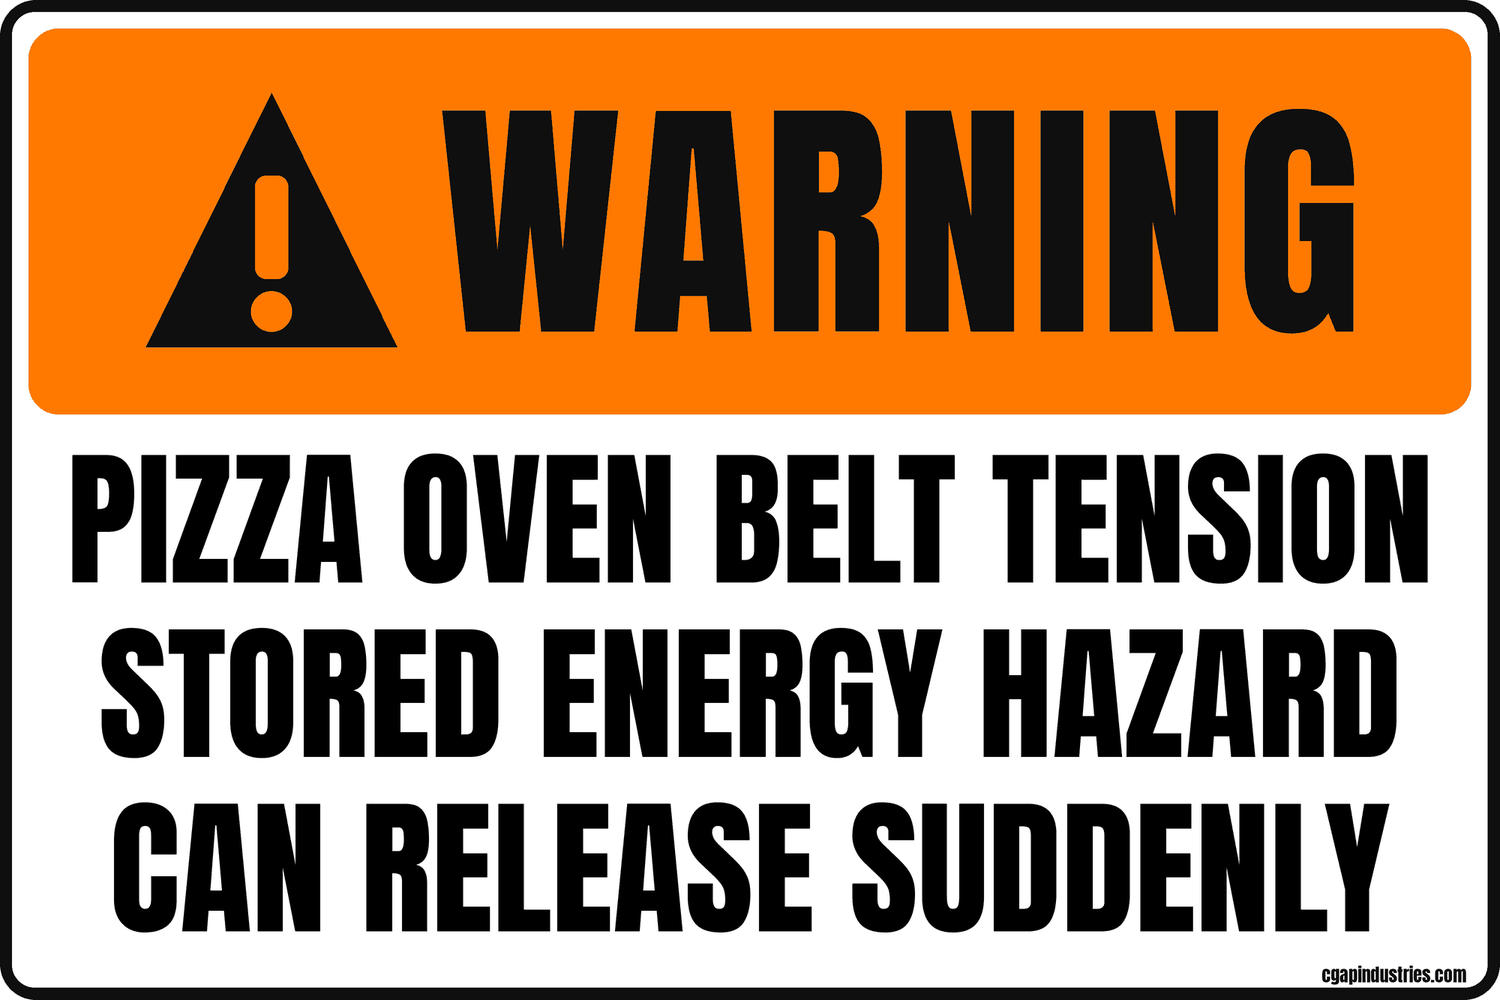 WARNING
PIZZA OVEN BELT TENSION
STORED ENERGY HAZARD
CAN RELEASE SUDDENLY
cgapindustries.com